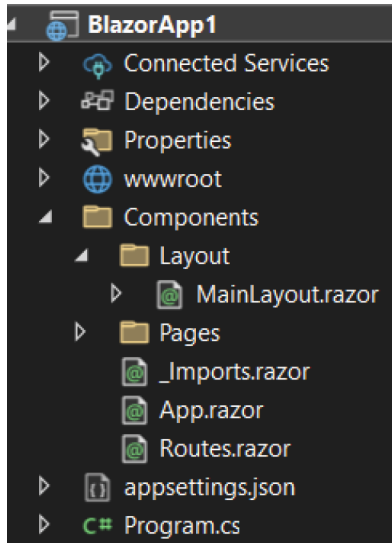 BlazorApp1
Connected Services
Dependencies
Properties
wwwroot
Components
Layout
MainLayout.razor
Pages
_Imports.razor
App.razor
Routes.razor
appsettings.json
C# Program.cs